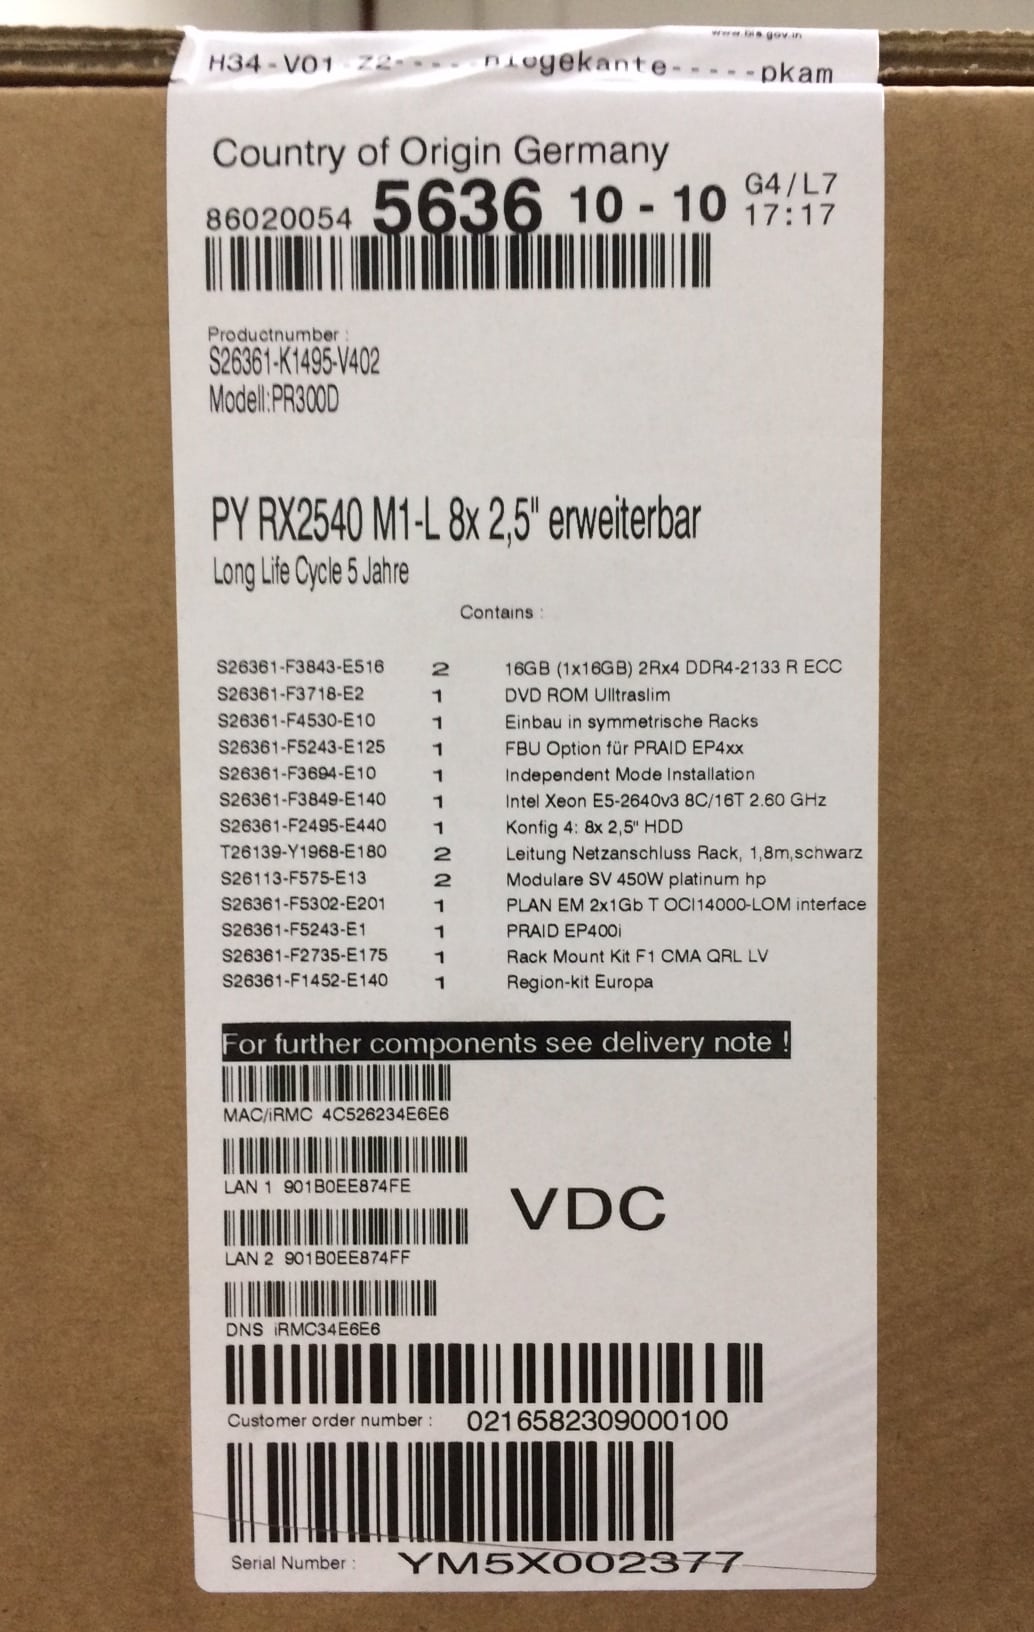 www.bis.gov.in
H34-V01 Z2---- pkam
Country of Origin Germany
86020054 5636 10 - 10 G4/L7
17:17
Productnumber :
S26361-K1495-V402
Modell:PR300D
PY RX2540 M1-L 8x 2,5" erweiterbar
Long Life Cycle 5 Jahre
Contains :
S26361-F3843-E516 2 16GB (1x16GB) 2Rx4 DDR4-2133 R ECC
S26361-F3718-E2 1 DVD ROM Ulltraslim
S26361-F4530-E10 1 Einbau in symmetrische Racks
S26361-F5243-E125 1 FBU Option für PRAID EP4xx
S26361-F3694-E10 1 Independent Mode Installation
S26361-F3849-E140 1 Intel Xeon E5-2640v3 8C/16T 2.60 GHz
S26361-F2495-E440 1 Konfig 4: 8x 2,5" HDD
T26139-Y1968-E180 2 Leitung Netzanschluss Rack, 1,8m,schwarz
S26113-F575-E13 2 Modulare SV 450W platinum hp
S26361-F5302-E201 1 PLAN EM 2x1Gb T OCI14000-LOM interface
S26361-F5243-E1 1 PRAID EP400i
S26361-F2735-E175 1 Rack Mount Kit F1 CMA QRL LV
S26361-F1452-E140 1 Region-kit Europa
For further components see delivery note !
MAC/iRMC 4C526234E6E6
LAN 1 901B0EE874FE
VDC
LAN 2 901B0EE874FF
DNS iRMC34E6E6
Customer order number : 0216582309000100
Serial Number : YM5X002377